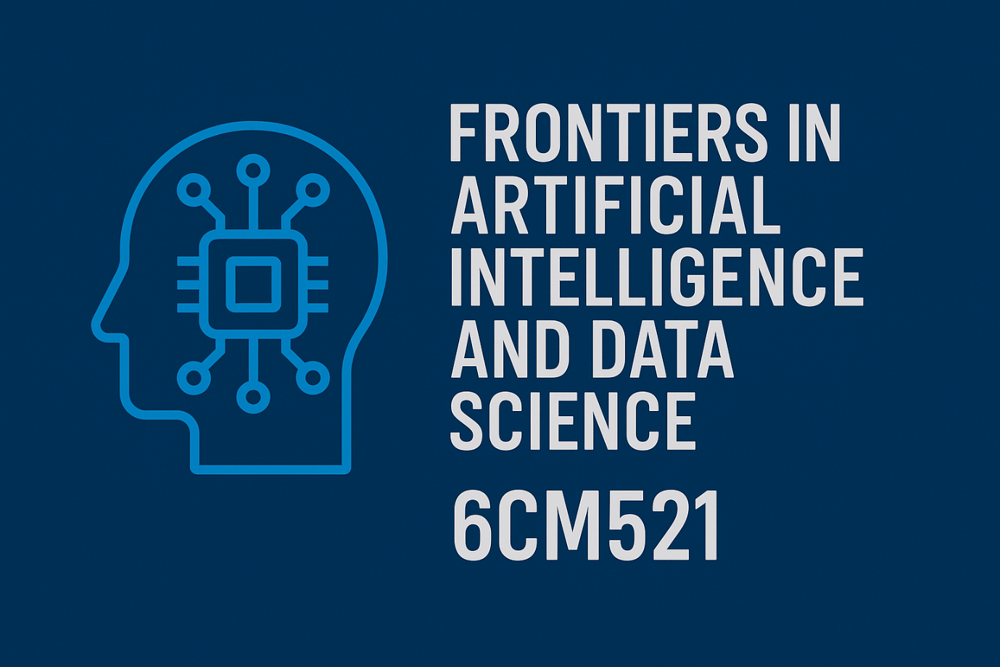 FRONTIERS IN
ARTIFICIAL
INTELLIGENCE
AND DATA
SCIENCE
6CM521